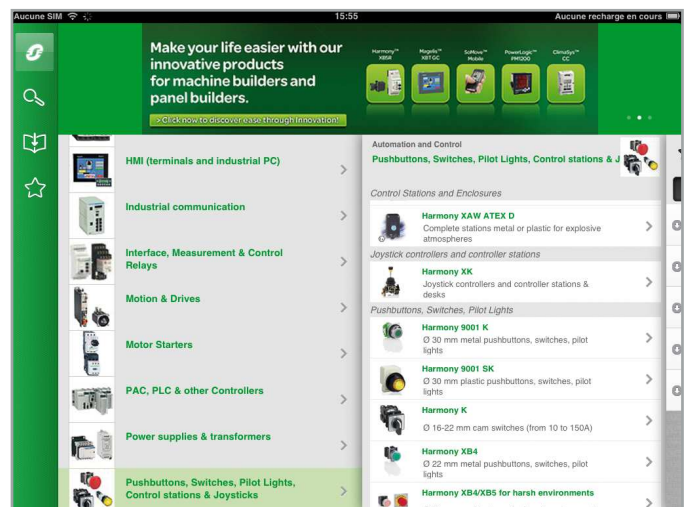 Aucune SIM
15:55
Aucune recharge en cours
Make your life easier with our
innovative products
for machine builders and
panel builders.
>Click now to discover ease through Innovation!
Harmony™
XB5R
Magelis™
XBT GC
SoMove™
Mobile
PowerLogic™
PM1200
ClimaSys™
CC
HMI (terminals and industrial PC)
Industrial communication
Interface, Measurement & Control
Relays
Motion & Drives
Motor Starters
PAC, PLC & other Controllers
Power supplies & transformers
Pushbuttons, Switches, Pilot Lights,
Control stations & Joysticks
Automation and Control
Pushbuttons, Switches, Pilot Lights, Control stations & J
Control Stations and Enclosures
Harmony XAW ATEX D
Complete stations metal or plastic for explosive
atmospheres
Joystick controllers and controller stations
Harmony XK
Joystick controllers and controller stations &
desks
Pushbuttons, Switches, Pilot Lights
Harmony 9001 K
Ø 30 mm metal pushbuttons, switches, pilot
lights
Harmony 9001 SK
Ø 30 mm plastic pushbuttons, switches, pilot
lights
Harmony K
Ø 16-22 mm cam switches (from 10 to 150A)
Harmony XB4
Ø 22 mm metal pushbuttons, switches, pilot
lights
Harmony XB4/XB5 for harsh environments